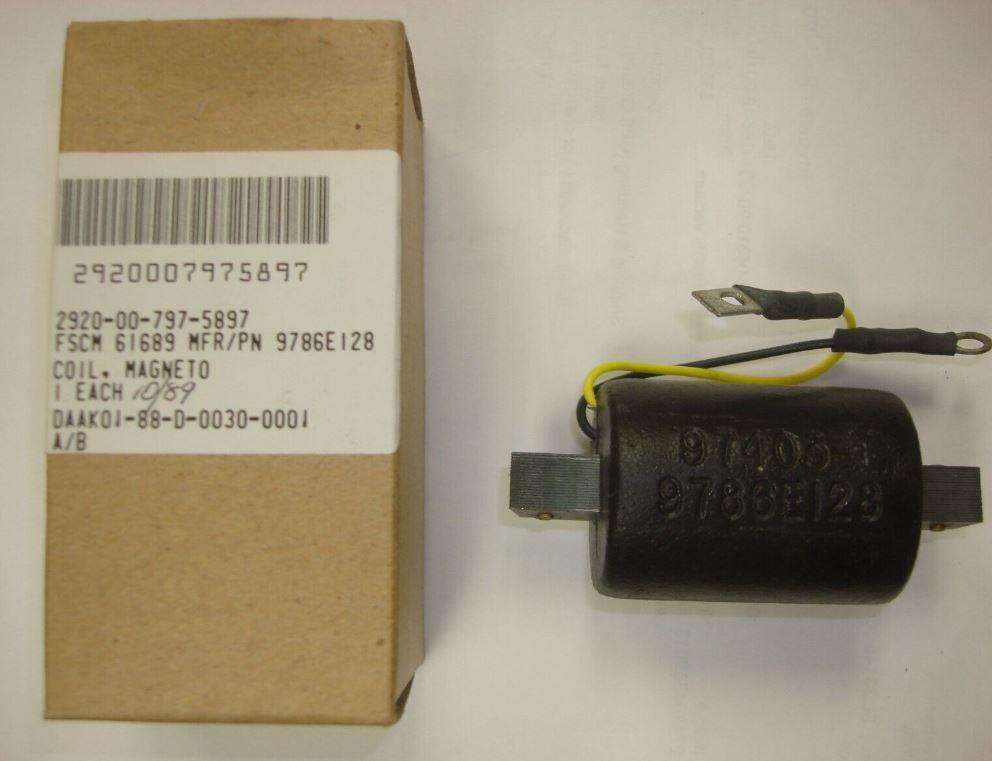 2920007975897
2920-00-797-5897
FSCM 61689 MFR/PN 9786E128
COIL. MAGNETO
1 EACH 10/89
DAAK01-88-D-0030-0001
A/B
97405-
9786E128